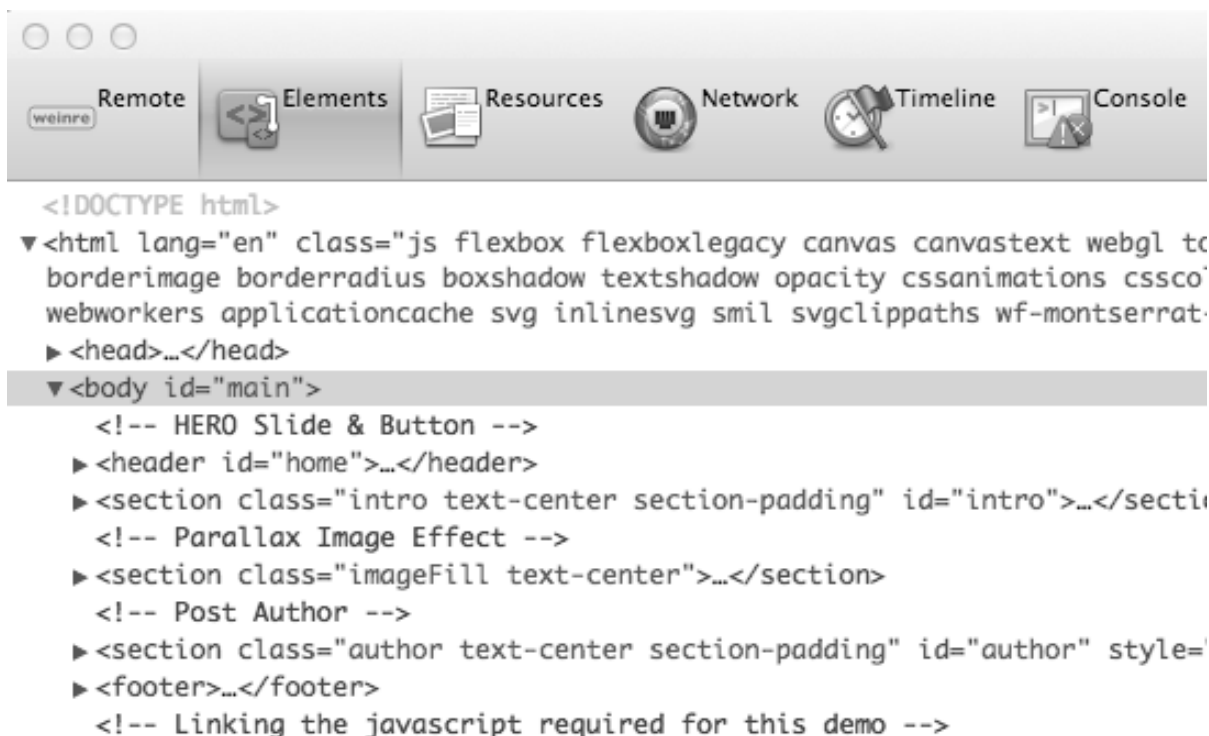 weinre Remote Elements Resources Network Timeline Console
<!DOCTYPE html>
▼<html lang="en" class="js flexbox flexboxlegacy canvas canvastext webgl
borderimage borderradius boxshadow textshadow opacity cssanimations
webworkers applicationcache svg inlinesvg smil svgclippaths wf-montserrat-
▶<head>…</head>
▼<body id="main">
<!-- HERO Slide & Button -->
▶<header id="home">…</header>
▶<section class="intro text-center section-padding" id="intro">…
<!-- Parallax Image Effect -->
▶<section class="imageFill text-center">…</section>
<!-- Post Author -->
▶<section class="author text-center section-padding" id="author" style=
▶<footer>…</footer>
<!-- Linking the javascript required for this demo -->